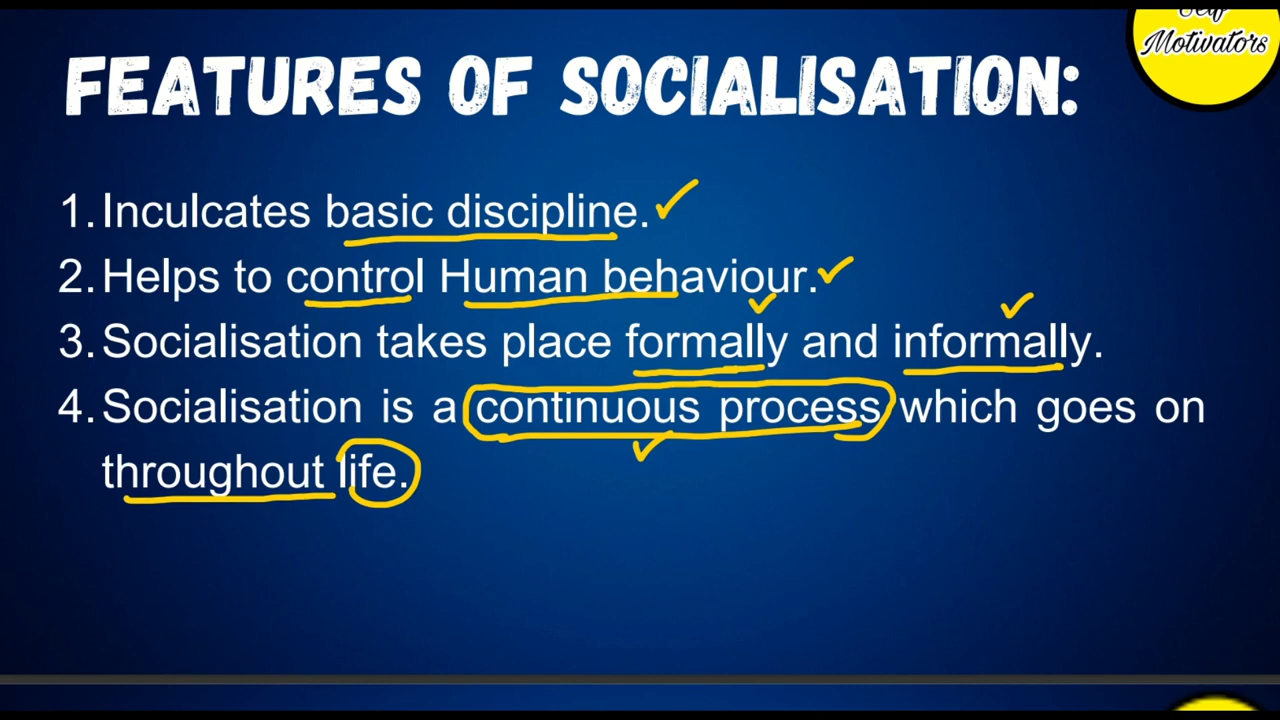 Self
Motivators
FEATURES OF SOCIALISATION:
1. Inculcates basic discipline.
2. Helps to control Human behaviour.
3. Socialisation takes place formally and informally.
4. Socialisation is a continuous process which goes on
throughout life.